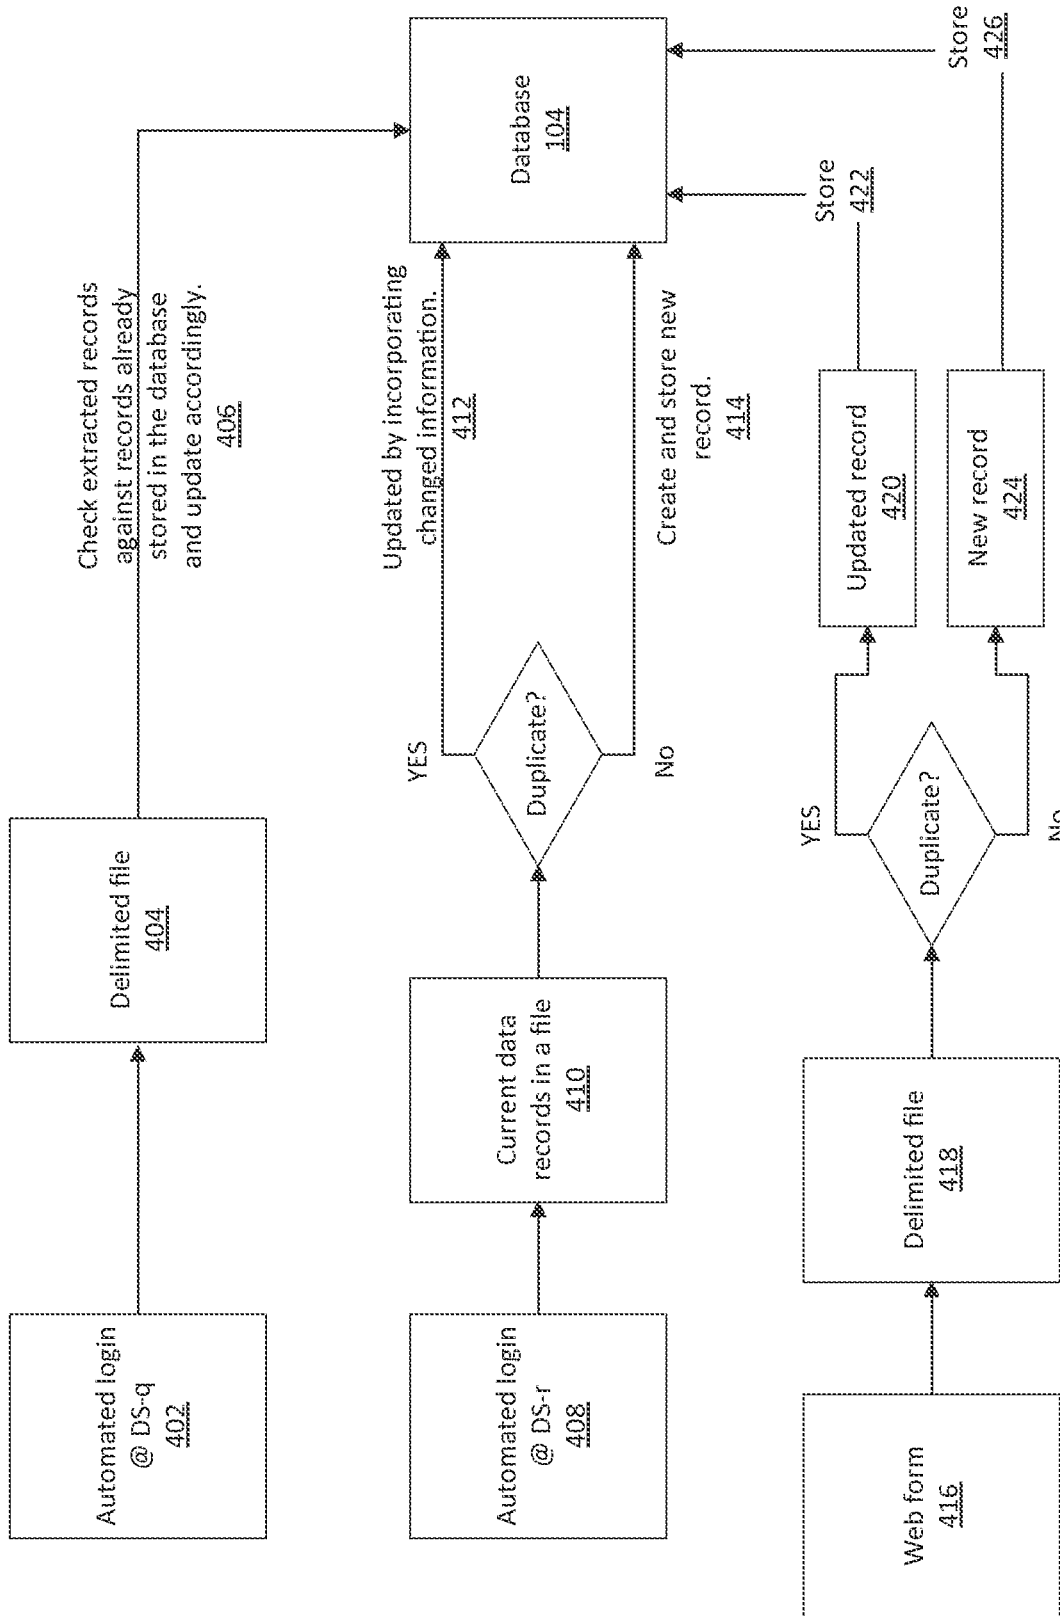 Automated login
@ DS-q
402
Delimited file
404
Check extracted records
against records already
stored in the database
and update accordingly.
406
Automated login
@ DS-r
408
Current data
records in a file
410
Duplicate?
YES
No
Updated by incorporating
changed information.
412
Create and store new
record.
414
Database
104
Web form
416
Delimited file
418
Duplicate?
YES
No
Updated record
420
New record
424
Store
422
Store
426